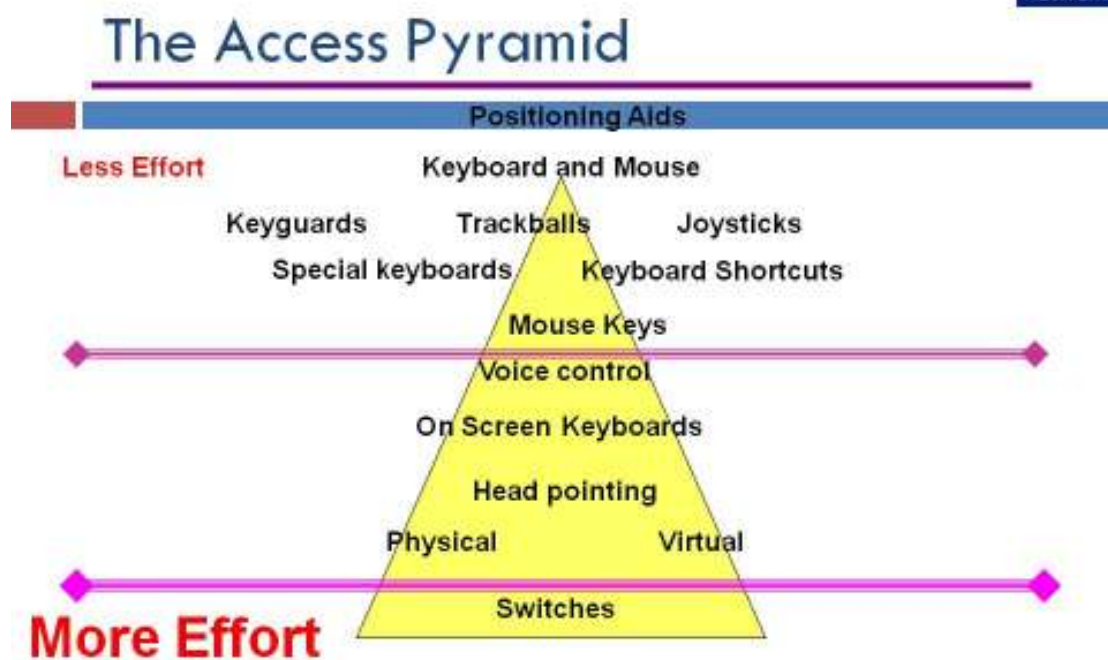 The Access Pyramid
Positioning Aids
Less Effort
Keyboard and Mouse
Keyguards Trackballs Joysticks
Special keyboards Keyboard Shortcuts
Mouse Keys
Voice control
On Screen Keyboards
Head pointing
Physical Virtual
Switches
More Effort